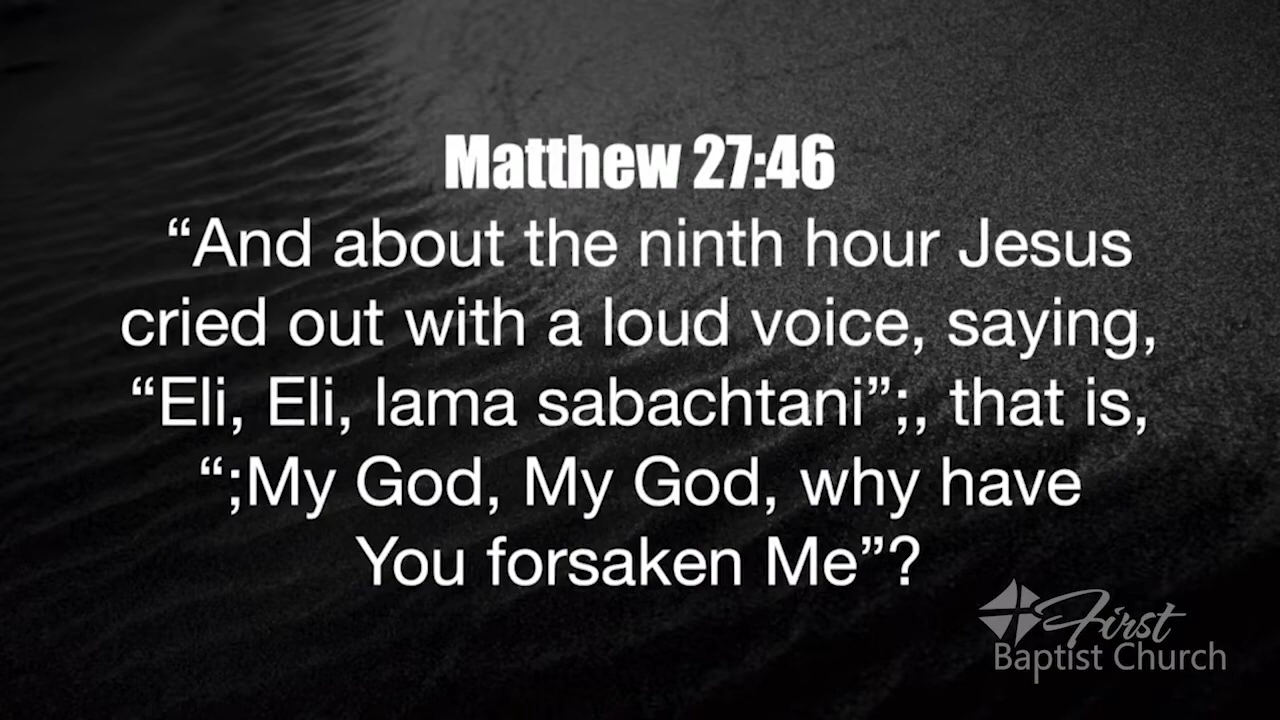 Matthew 27:46
“And about the ninth hour Jesus
cried out with a loud voice, saying,
“Eli, Eli, lama sabachtani”;, that is,
“;My God, My God, why have
You forsaken Me”?
First
Baptist Church